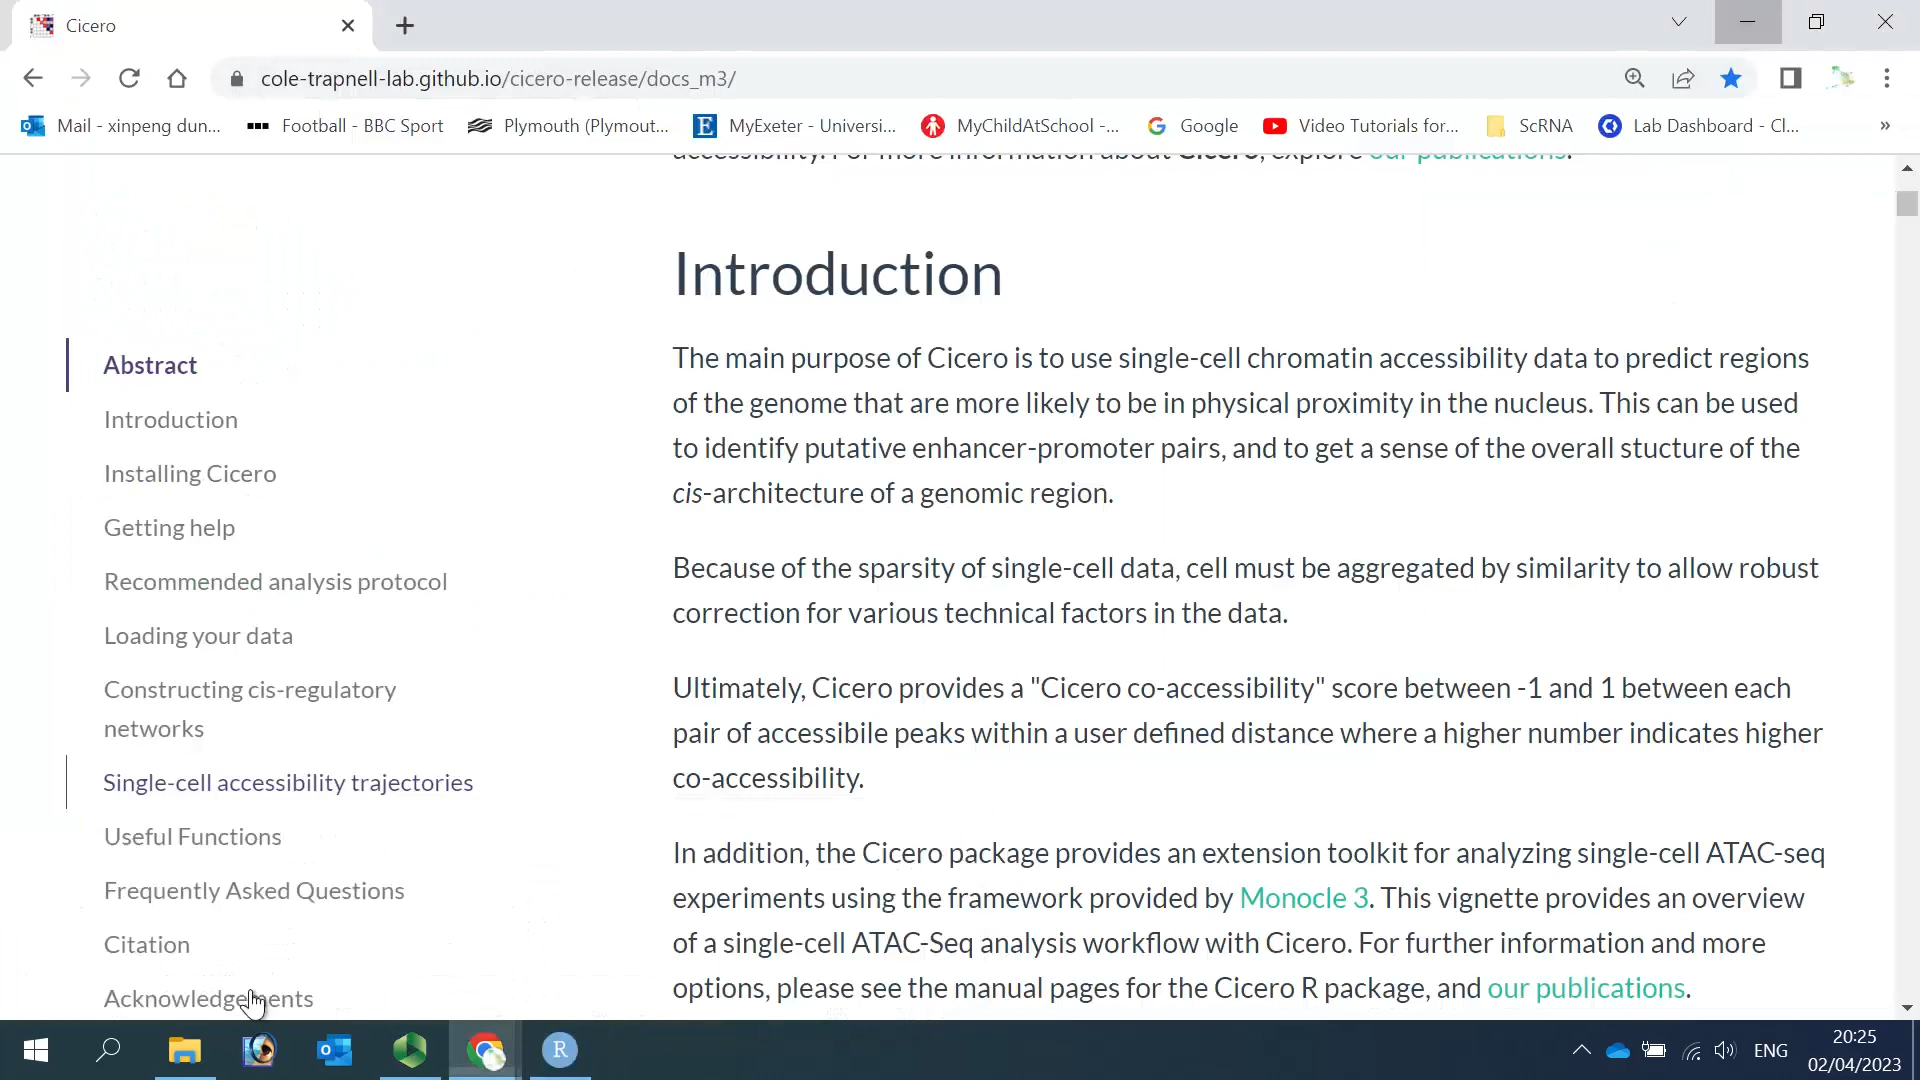 Cicero
cole-trapnell-lab.github.io/cicero-release/docs_m3/
Mail - xinpeng dun...
Football - BBC Sport
Plymouth (Plymout...
MyExeter - Universi...
MyChildAtSchool -...
Google
Video Tutorials for...
ScRNA
Lab Dashboard - Cl...
»
accessibility. For more information about Cicero, explore our publications.
Abstract
Introduction
Installing Cicero
Getting help
Recommended analysis protocol
Loading your data
Constructing cis-regulatory
networks
Single-cell accessibility trajectories
Useful Functions
Frequently Asked Questions
Citation
Acknowledgements
Introduction
The main purpose of Cicero is to use single-cell chromatin accessibility data to predict regions
of the genome that are more likely to be in physical proximity in the nucleus. This can be used
to identify putative enhancer-promoter pairs, and to get a sense of the overall stucture of the
cis-architecture of a genomic region.
Because of the sparsity of single-cell data, cell must be aggregated by similarity to allow robust
correction for various technical factors in the data.
Ultimately, Cicero provides a "Cicero co-accessibility" score between -1 and 1 between each
pair of accessibile peaks within a user defined distance where a higher number indicates higher
co-accessibility.
In addition, the Cicero package provides an extension toolkit for analyzing single-cell ATAC-seq
experiments using the framework provided by Monocle 3. This vignette provides an overview
of a single-cell ATAC-Seq analysis workflow with Cicero. For further information and more
options, please see the manual pages for the Cicero R package, and our publications.
R
ENG
20:25
02/04/2023